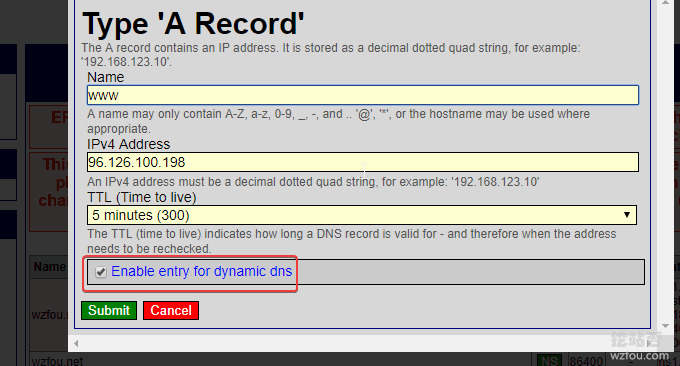 Type 'A Record'
The A record contains an IP address. It is stored as a decimal dotted quad string, for example:
'192.168.123.10'.
Name
www
A name may only contain A-Z, a-z, 0-9, _, -, and .. '@', '*', or the hostname may be used where
appropriate.
IPv4 Address
96.126.100.198
An IPv4 address must be a decimal dotted quad string, for example: '192.168.123.10'
TTL (Time to live)
5 minutes (300)
The TTL (time to live) indicates how long a DNS record is valid for - and therefore when the address
needs to be rechecked.
Enable entry for dynamic dns
Submit Cancel
Name
wzfou.
wzfou.net NS 86400 ns1
挖站否
wzfou.com